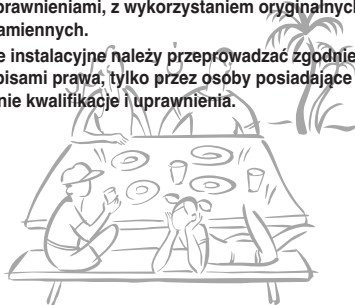 prawnieniami, z wykorzystaniem oryginalnych
amiennych.
e instalacyjne należy przeprowadzać zgodnie
pisami prawa, tylko przez osoby posiadające
nie kwalifikacje i uprawnienia.